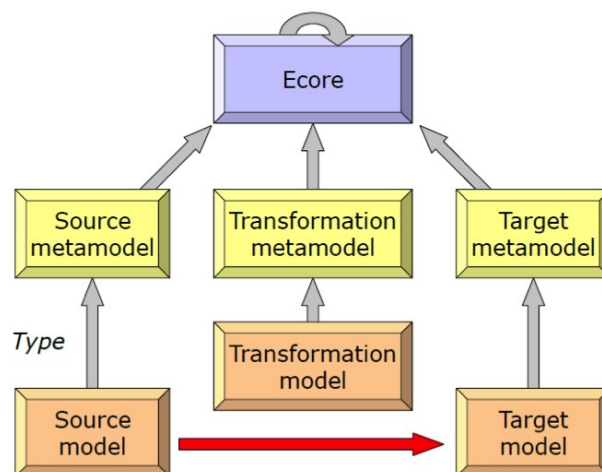 Ecore
Source
metamodel
Transformation
metamodel
Target
metamodel
Type
Transformation
model
Source
model
Target
model